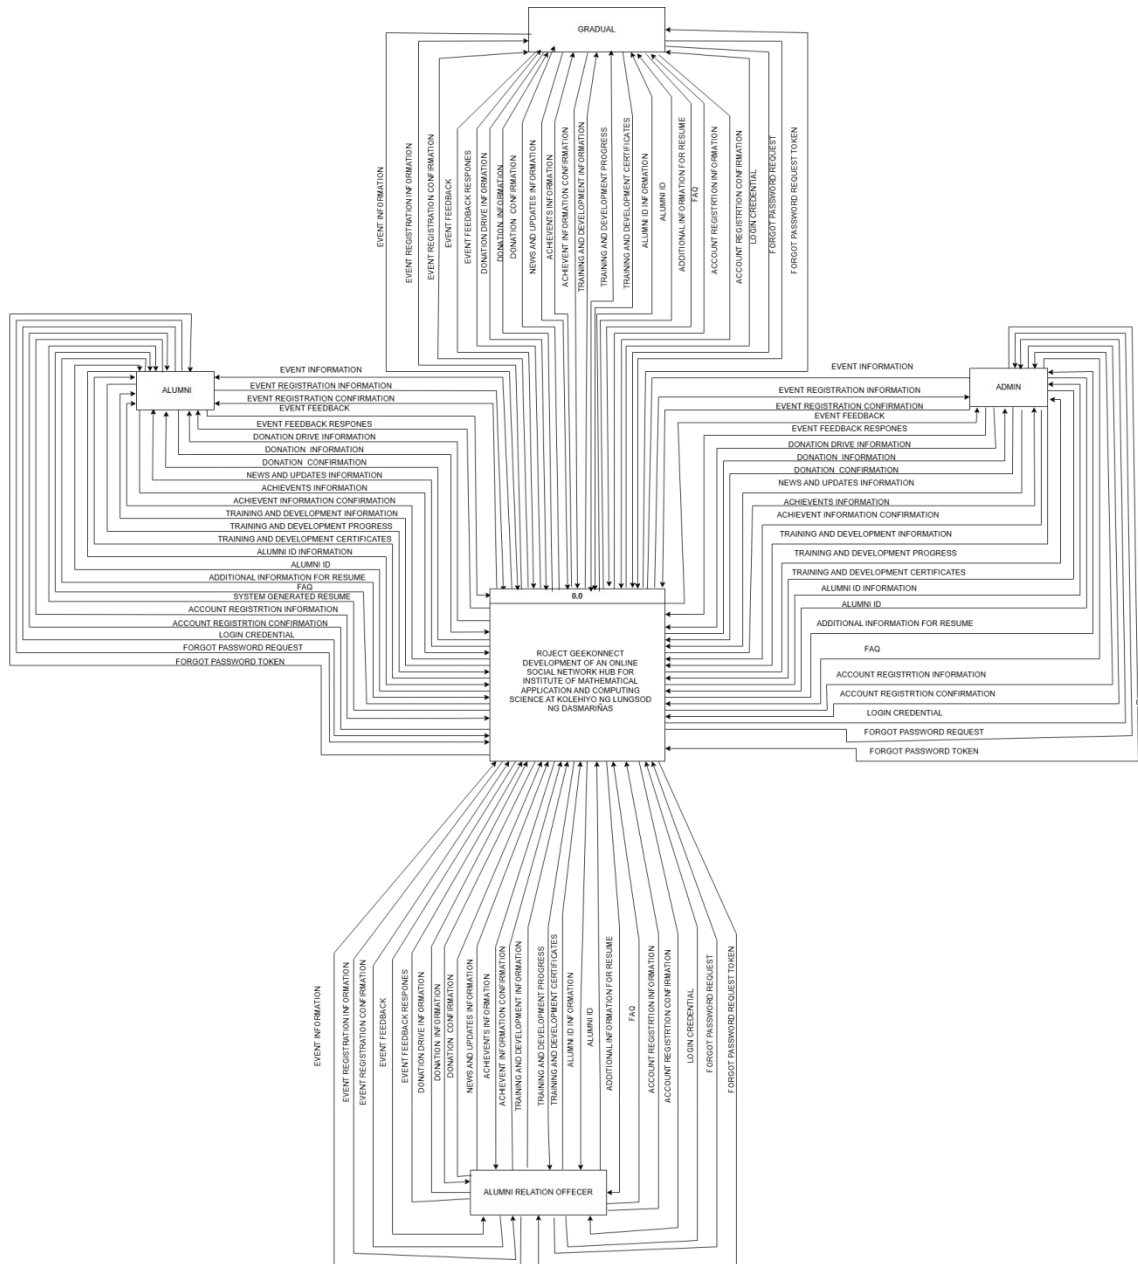 GRADUAL
EVENT INFORMATION
EVENT REGISTRATION INFORMATION
EVENT REGISTRATION CONFIRMATION
EVENT FEEDBACK
EVENT FEEDBACK RESPONES
DONATION DRIVE INFORMATION
DONATION INFORMATION
DONATION CONFIRMATION
NEWS AND UPDATES INFORMATION
ACHIEVENTS INFORMATION
ACHIEVENT INFORMATION CONFIRMATION
TRAINING AND DEVELOPMENT INFORMATION
TRAINING AND DEVELOPMENT PROGRESS
TRAINING AND DEVELOPMENT CERTIFICATES
ALUMNI ID INFORMATION
ALUMNI ID
ADDITIONAL INFORMATION FOR RESUME
FAQ
ACCOUNT REGISTRTION INFORMATION
ACCOUNT REGISTRTION CONFIRMATION
LOGIN CREDENTIAL
FORGOT PASSWORD REQUEST
FORGOT PASSWORD REQUEST TOKEN
ALUMNI
EVENT INFORMATION
EVENT REGISTRATION INFORMATION
EVENT REGISTRATION CONFIRMATION
EVENT FEEDBACK
EVENT FEEDBACK RESPONES
DONATION DRIVE INFORMATION
DONATION INFORMATION
DONATION CONFIRMATION
NEWS AND UPDATES INFORMATION
ACHIEVENTS INFORMATION
ACHIEVENT INFORMATION CONFIRMATION
TRAINING AND DEVELOPMENT INFORMATION
TRAINING AND DEVELOPMENT PROGRESS
TRAINING AND DEVELOPMENT CERTIFICATES
ALUMNI ID INFORMATION
ALUMNI ID
ADDITIONAL INFORMATION FOR RESUME
FAQ
SYSTEM GENERATED RESUME
ACCOUNT REGISTRTION INFORMATION
ACCOUNT REGISTRTION CONFIRMATION
LOGIN CREDENTIAL
FORGOT PASSWORD REQUEST
FORGOT PASSWORD TOKEN
ADMIN
EVENT INFORMATION
EVENT REGISTRATION INFORMATION
EVENT REGISTRATION CONFIRMATION
EVENT FEEDBACK
EVENT FEEDBACK RESPONES
DONATION DRIVE INFORMATION
DONATION INFORMATION
DONATION CONFIRMATION
NEWS AND UPDATES INFORMATION
ACHIEVENTS INFORMATION
ACHIEVENT INFORMATION CONFIRMATION
TRAINING AND DEVELOPMENT INFORMATION
TRAINING AND DEVELOPMENT PROGRESS
TRAINING AND DEVELOPMENT CERTIFICATES
ALUMNI ID INFORMATION
ALUMNI ID
ADDITIONAL INFORMATION FOR RESUME
FAQ
ACCOUNT REGISTRTION INFORMATION
ACCOUNT REGISTRTION CONFIRMATION
LOGIN CREDENTIAL
FORGOT PASSWORD REQUEST
FORGOT PASSWORD TOKEN
0.0
ROJECT GEEKONNECT
DEVELOPMENT OF AN ONLINE
SOCIAL NETWORK HUB FOR
INSTITUTE OF MATHEMATICAL
APPLICATION AND COMPUTING
SCIENCE AT KOLEHIYO NG LUNGSOD
NG DASMARIÑAS
EVENT INFORMATION
EVENT REGISTRATION INFORMATION
EVENT REGISTRATION CONFIRMATION
EVENT FEEDBACK
EVENT FEEDBACK RESPONES
DONATION DRIVE INFORMATION
DONATION INFORMATION
DONATION CONFIRMATION
NEWS AND UPDATES INFORMATION
ACHIEVENTS INFORMATION
ACHIEVENT INFORMATION CONFIRMATION
TRAINING AND DEVELOPMENT INFORMATION
TRAINING AND DEVELOPMENT PROGRESS
TRAINING AND DEVELOPMENT CERTIFICATES
ALUMNI ID INFORMATION
ALUMNI ID
ADDITIONAL INFORMATION FOR RESUME
FAQ
ACCOUNT REGISTRTION INFORMATION
ACCOUNT REGISTRTION CONFIRMATION
LOGIN CREDENTIAL
FORGOT PASSWORD REQUEST
FORGOT PASSWORD REQUEST TOKEN
ALUMNI RELATION OFFECER